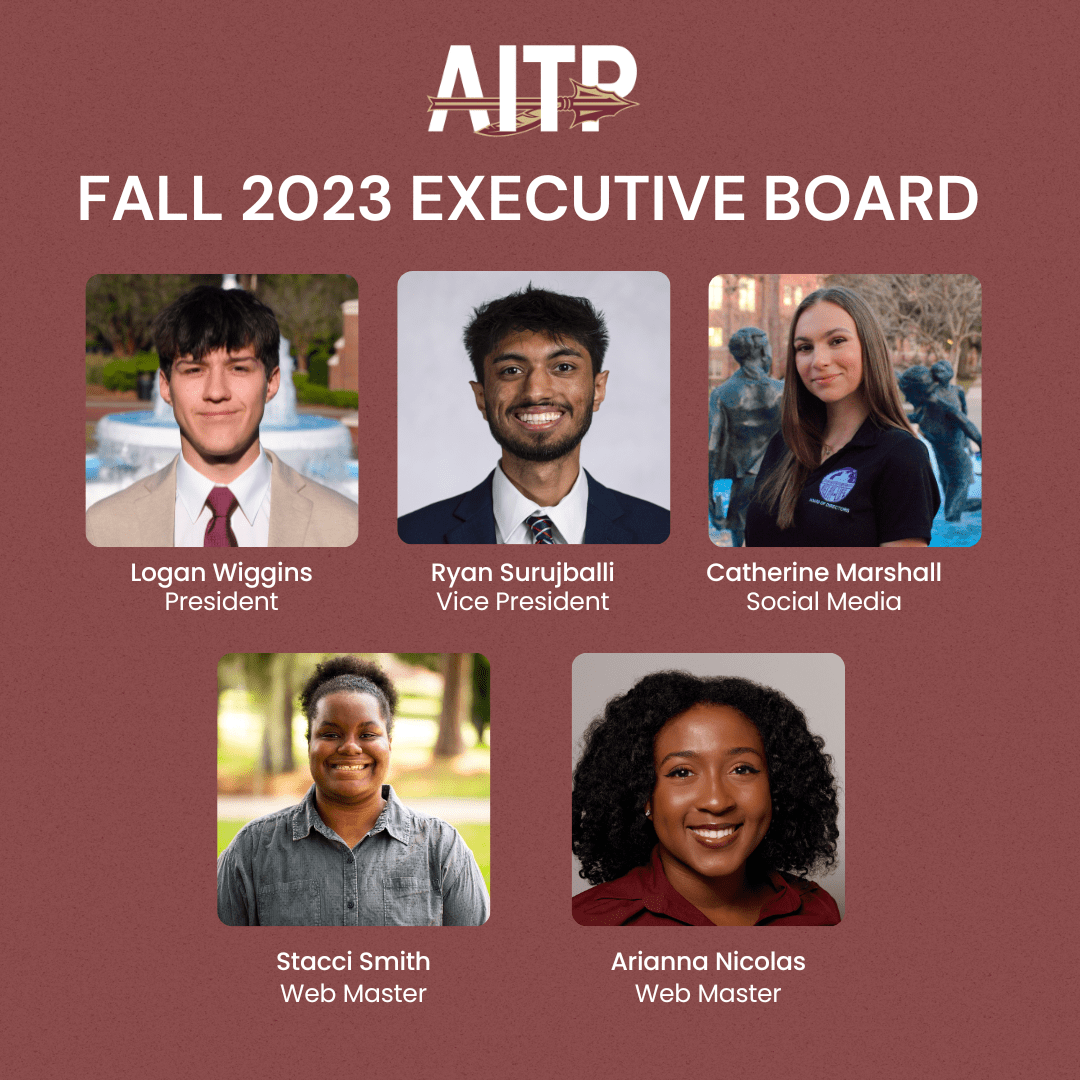 AITP
FALL 2023 EXECUTIVE BOARD
Logan Wiggins
President
Ryan Surujballi
Vice President
Catherine Marshall
Social Media
Stacci Smith
Web Master
Arianna Nicolas
Web Master